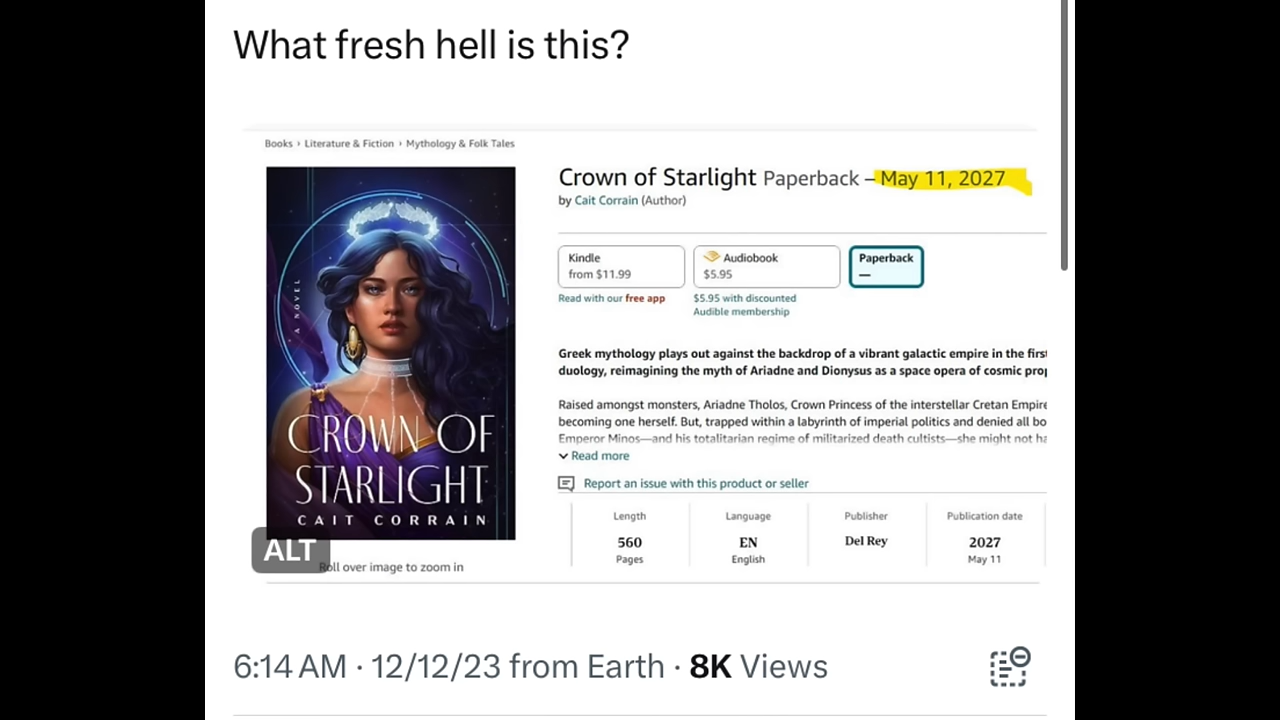 What fresh hell is this?
Books › Literature & Fiction › Mythology & Folk Tales
Crown of Starlight Paperback – May 11, 2027
by Cait Corrain (Author)
Kindle
from $11.99
Audiobook
$5.95
Paperback
—
Read with our free app
$5.95 with discounted
Audible membership
A NOVEL
CROWN OF
STARLIGHT
CAIT CORRAIN
Greek mythology plays out against the backdrop of a vibrant galactic empire in the first
duology, reimagining the myth of Ariadne and Dionysus as a space opera of cosmic prop
Raised amongst monsters, Ariadne Tholos, Crown Princess of the interstellar Cretan Empire
becoming one herself. But, trapped within a labyrinth of imperial politics and denied all bo
Emperor Minos—and his totalitarian regime of militarized death cultists—she might not ha
Read more
Report an issue with this product or seller
Length
560
Pages
Language
EN
English
Publisher
Del Rey
Publication date
2027
May 11
ALT
Roll over image to zoom in
6:14 AM · 12/12/23 from Earth · 8K Views